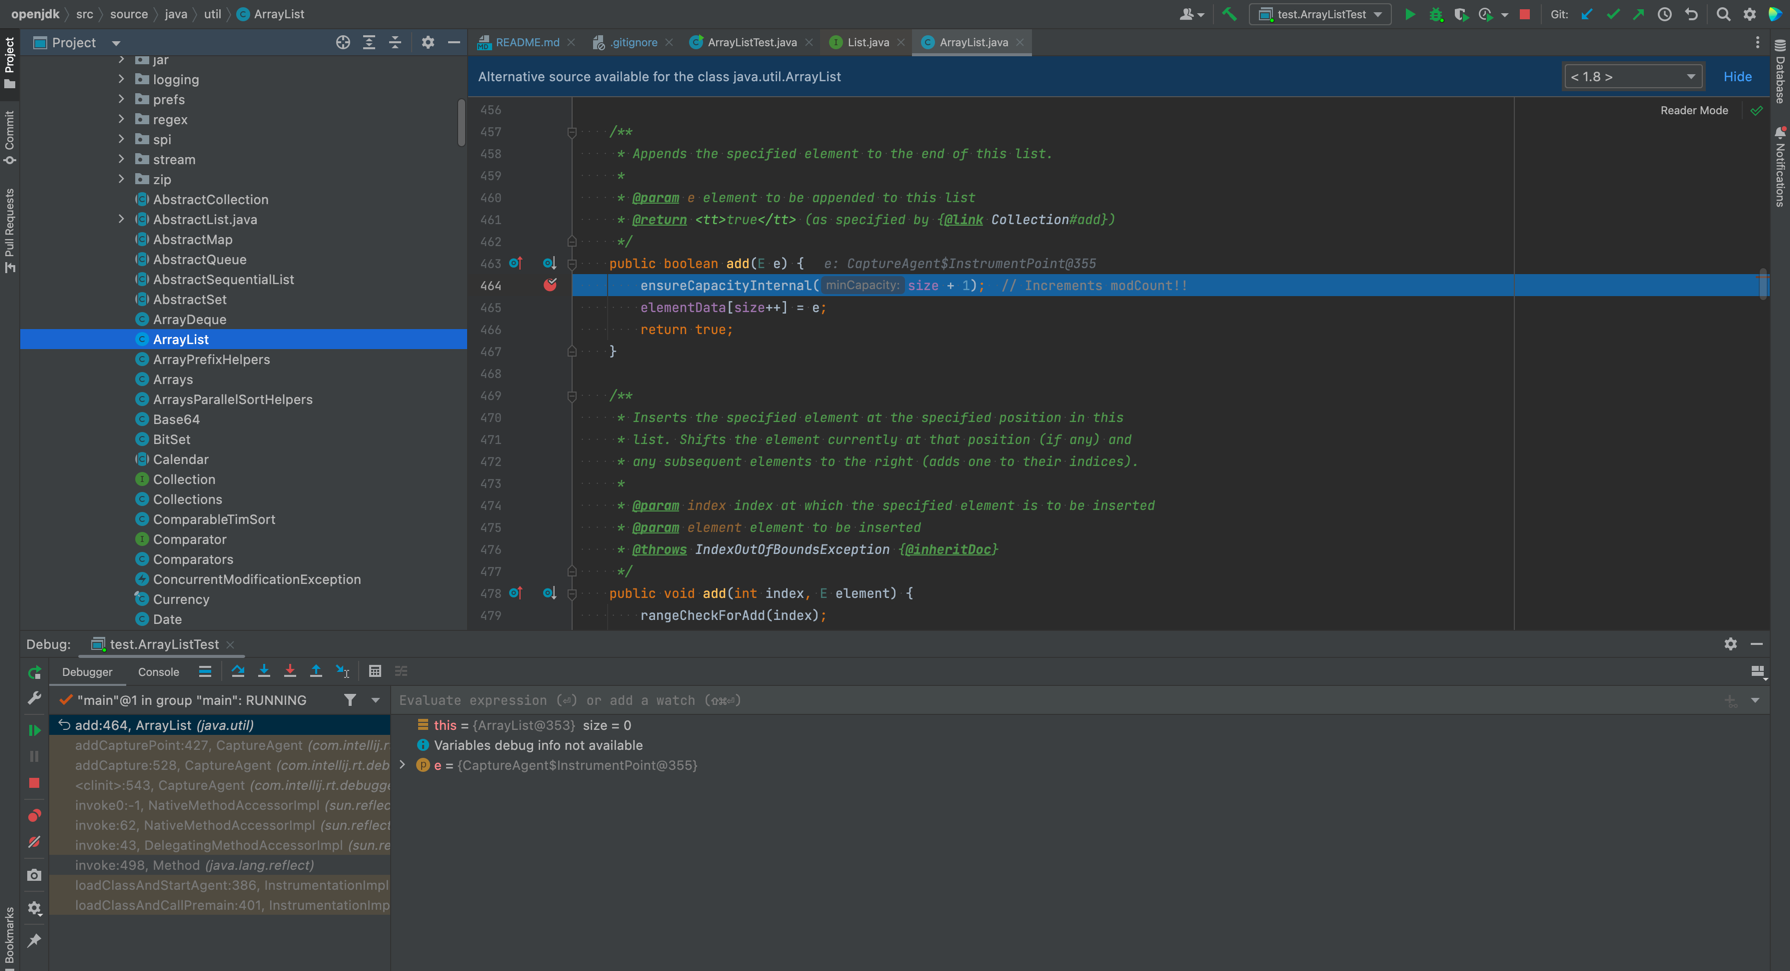 openjdk src source java util ArrayList
test.ArrayListTest
Git:
Project
README.md
.gitignore
ArrayListTest.java
List.java
ArrayList.java
Alternative source available for the class java.util.ArrayList
< 1.8 >
Hide
Reader Mode
Project
Commit
Pull Requests
Bookmarks
Database
Notifications
jar
logging
prefs
regex
spi
stream
zip
AbstractCollection
AbstractList.java
AbstractMap
AbstractQueue
AbstractSequentialList
AbstractSet
ArrayDeque
ArrayList
ArrayPrefixHelpers
Arrays
ArraysParallelSortHelpers
Base64
BitSet
Calendar
Collection
Collections
ComparableTimSort
Comparator
Comparators
ConcurrentModificationException
Currency
Date
456
457 /**
458 * Appends the specified element to the end of this list.
459 *
460 * @param e element to be appended to this list
461 * @return <tt>true</tt> (as specified by {@link Collection#add})
462 */
463 public boolean add(E e) { e: CaptureAgent$InstrumentPoint@355
464 ensureCapacityInternal( minCapacity: size + 1); // Increments modCount!!
465 elementData[size++] = e;
466 return true;
467 }
468
469 /**
470 * Inserts the specified element at the specified position in this
471 * list. Shifts the element currently at that position (if any) and
472 * any subsequent elements to the right (adds one to their indices).
473 *
474 * @param index index at which the specified element is to be inserted
475 * @param element element to be inserted
476 * @throws IndexOutOfBoundsException {@inheritDoc}
477 */
478 public void add(int index, E element) {
479 rangeCheckForAdd(index);
Debug: test.ArrayListTest
Debugger Console
"main"@1 in group "main": RUNNING
Evaluate expression (⏎) or add a watch (⇧⌘⏎)
add:464, ArrayList (java.util)
addCapturePoint:427, CaptureAgent (com.intellij.r
addCapture:528, CaptureAgent (com.intellij.rt.deb
<clinit>:543, CaptureAgent (com.intellij.rt.debugge
invoke0:-1, NativeMethodAccessorImpl (sun.reflec
invoke:62, NativeMethodAccessorImpl (sun.reflect
invoke:43, DelegatingMethodAccessorImpl (sun.re
invoke:498, Method (java.lang.reflect)
loadClassAndStartAgent:386, InstrumentationImpl
loadClassAndCallPremain:401, InstrumentationImp
this = {ArrayList@353} size = 0
Variables debug info not available
e = {CaptureAgent$InstrumentPoint@355}